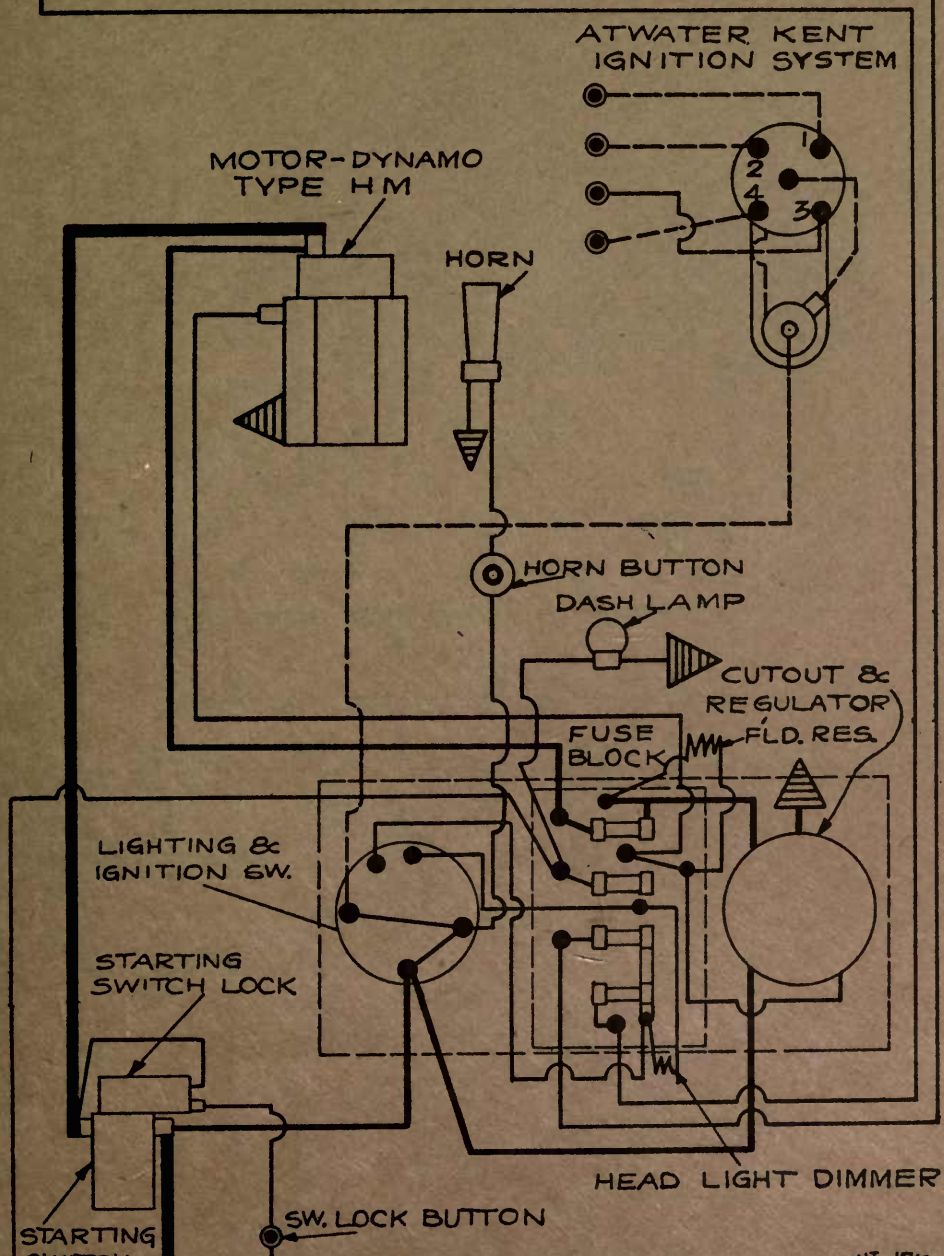 ATWATER KENT
IGNITION SYSTEM
1
2
4
3
MOTOR-DYNAMO
TYPE HM
HORN
HORN BUTTON
DASH LAMP
CUTOUT &
REGULATOR
FLD. RES.
FUSE
BLOCK
LIGHTING &
IGNITION SW.
STARTING
SWITCH LOCK
HEAD LIGHT DIMMER
SW. LOCK BUTTON
STARTING